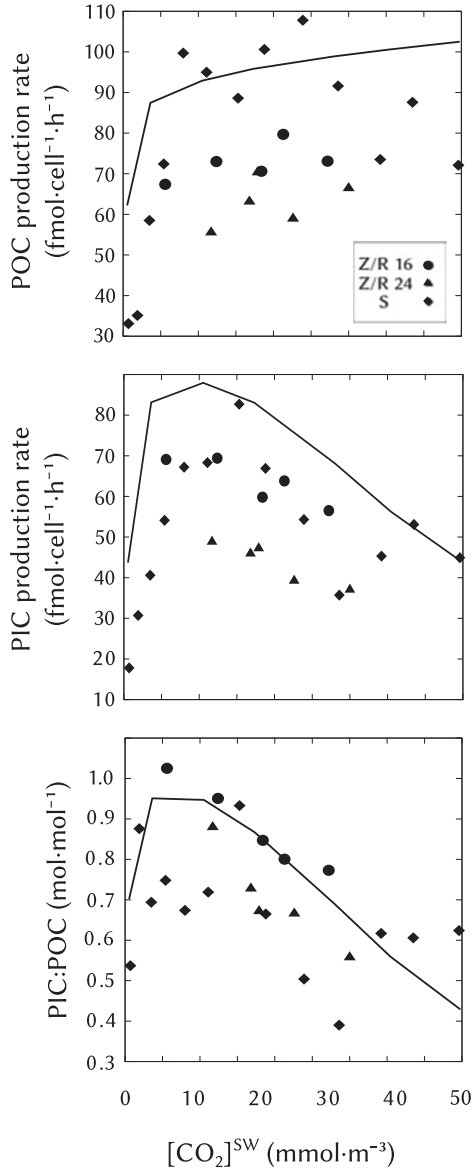 110
100
90
80
70
60
50
40
30
POC production rate
(fmol·cell⁻¹·h⁻¹)
Z/R 16
Z/R 24
S
80
70
60
50
40
30
20
10
PIC production rate
(fmol·cell⁻¹·h⁻¹)
1.0
0.9
0.8
0.7
0.6
0.5
0.4
0.3
PIC:POC (mol·mol⁻¹)
0 10 20 30 40 50
[CO₂]ˢᵂ (mmol·m⁻³)